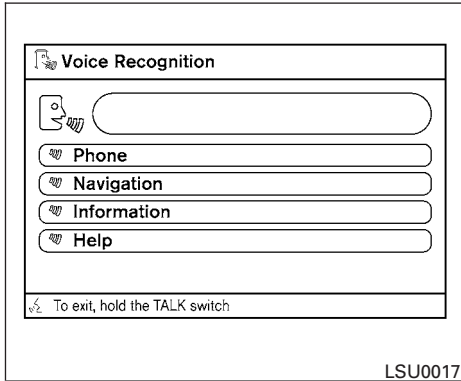 Voice Recognition
Phone
Navigation
Information
Help
To exit, hold the TALK switch
LSU0017